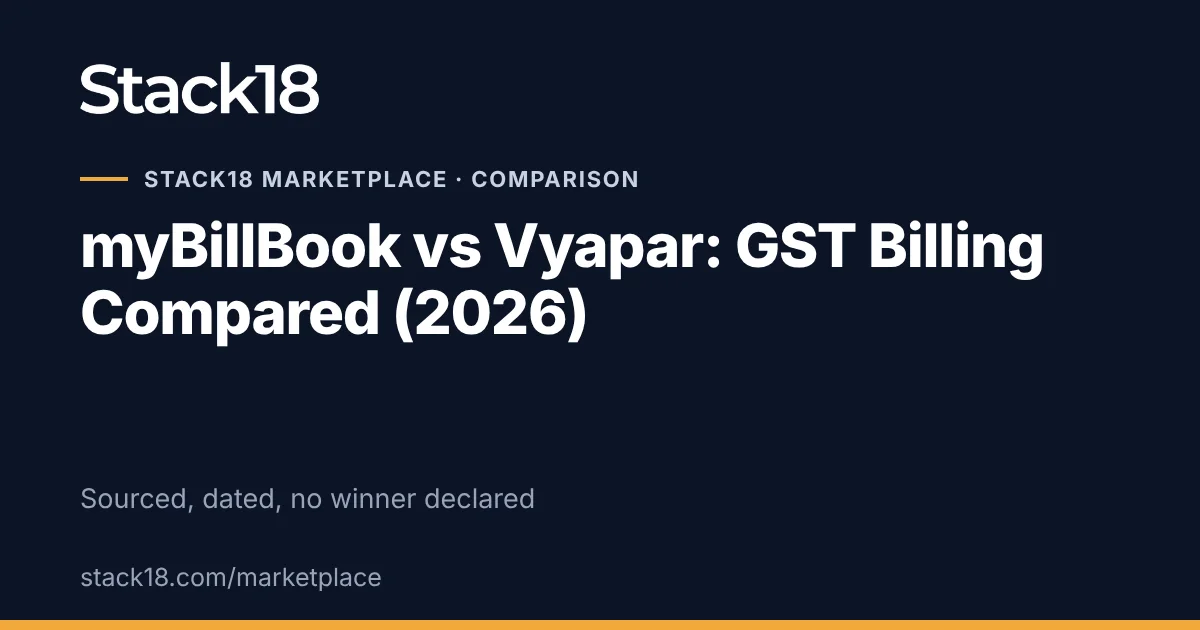 Stack18
STACK18 MARKETPLACE · COMPARISON
myBillBook vs Vyapar: GST Billing
Compared (2026)
Sourced, dated, no winner declared
stack18.com/marketplace